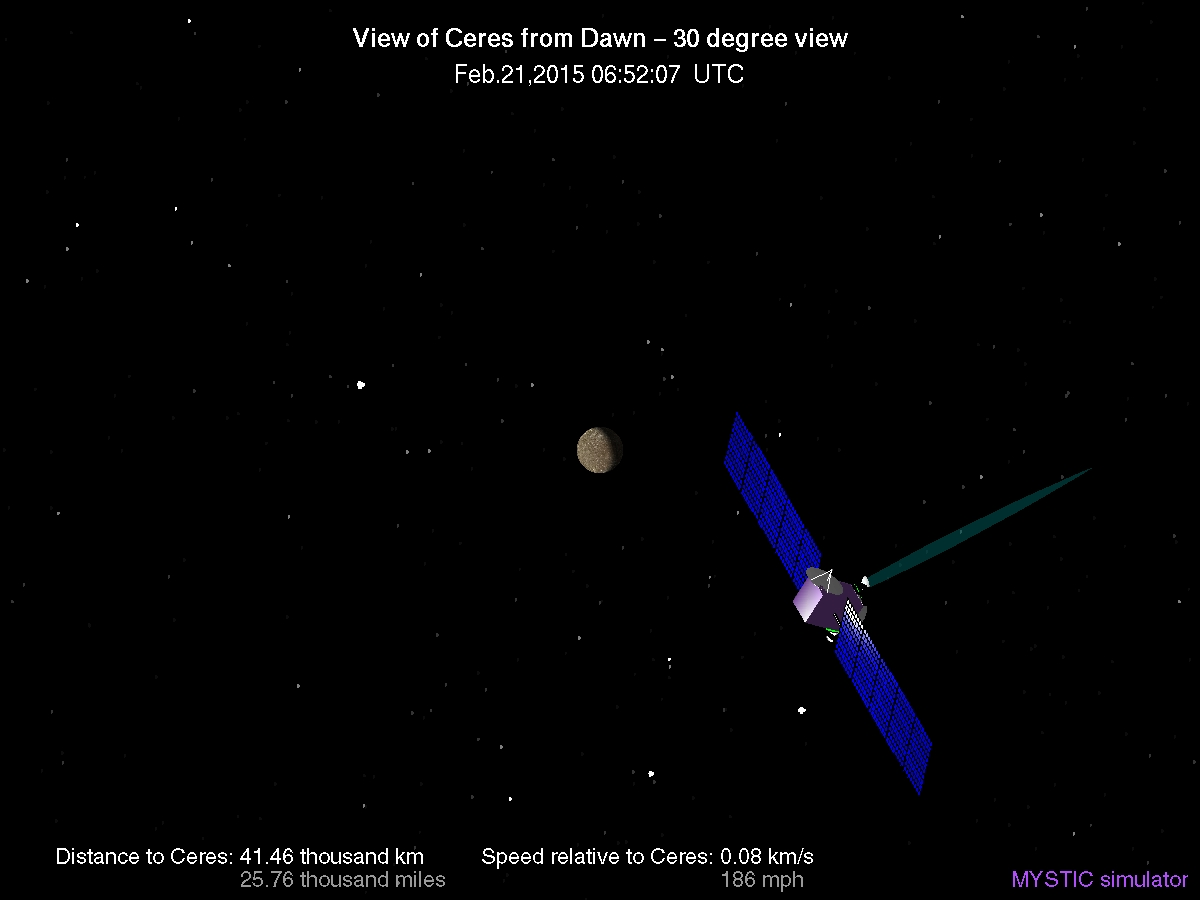 View of Ceres from Dawn – 30 degree view
Feb.21,2015 06:52:07 UTC
Distance to Ceres: 41.46 thousand km
25.76 thousand miles
Speed relative to Ceres: 0.08 km/s
186 mph
MYSTIC simulator